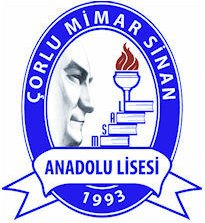 ÇORLU MİMAR SİNAN
M S A L
ANADOLU LİSESİ
1993